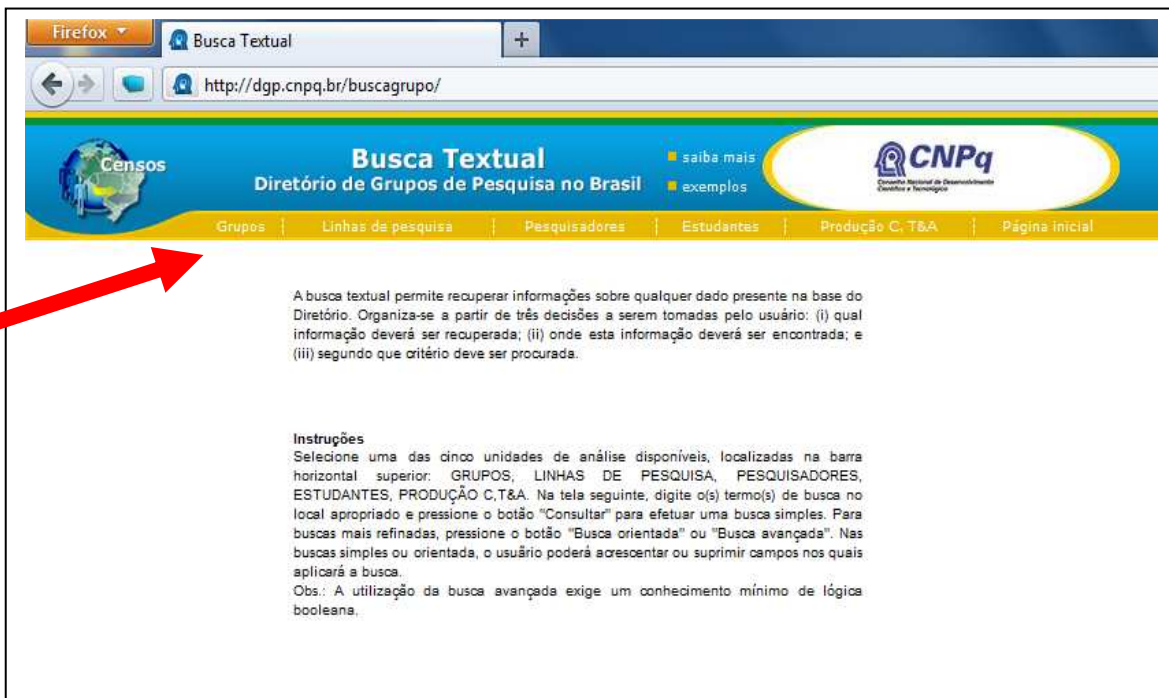 Firefox
Busca Textual
http://dgp.cnpq.br/buscagrupo/
Censos
Busca Textual
Diretório de Grupos de Pesquisa no Brasil
saiba mais
exemplos
CNPq
Conselho Nacional de Desenvolvimento
Científico e Tecnológico
Grupos Linhas de pesquisa Pesquisadores Estudantes Produção C, T&A Página inicial
A busca textual permite recuperar informações sobre qualquer dado presente na base do
Diretório. Organiza-se a partir de três decisões a serem tomadas pelo usuário: (i) qual
informação deverá ser recuperada; (ii) onde esta informação deverá ser encontrada; e
(iii) segundo que critério deve ser procurada.
Instruções
Selecione uma das cinco unidades de análise disponíveis, localizadas na barra
horizontal superior: GRUPOS, LINHAS DE PESQUISA, PESQUISADORES,
ESTUDANTES, PRODUÇÃO C,T&A. Na tela seguinte, digite o(s) termo(s) de busca no
local apropriado e pressione o botão "Consultar" para efetuar uma busca simples. Para
buscas mais refinadas, pressione o botão "Busca orientada" ou "Busca avançada". Nas
buscas simples ou orientada, o usuário poderá acrescentar ou suprimir campos nos quais
aplicará a busca.
Obs.: A utilização da busca avançada exige um conhecimento mínimo de lógica
booleana.